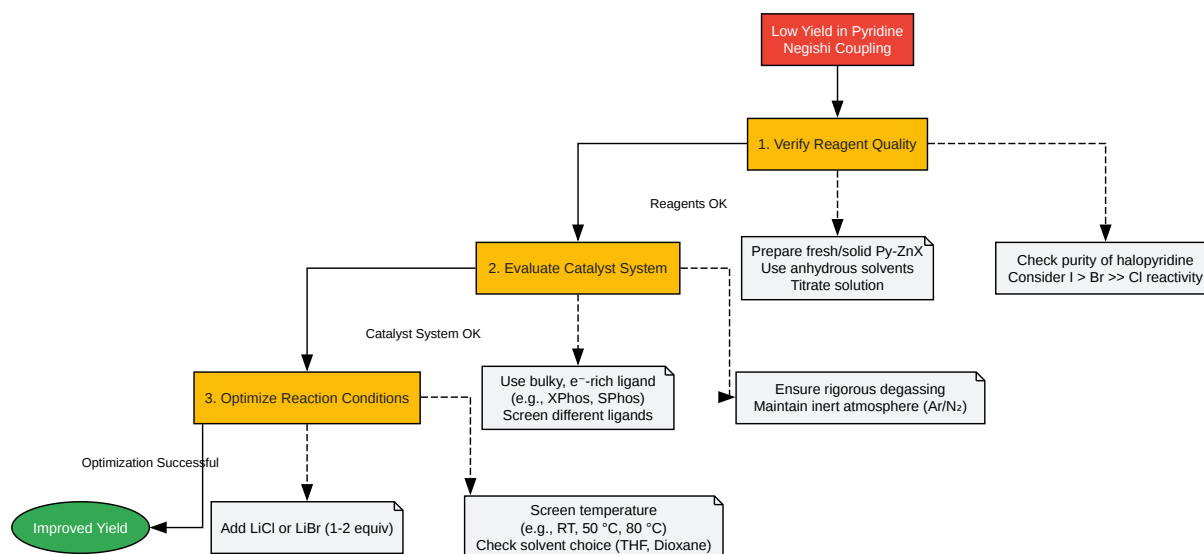 Low Yield in Pyridine
Negishi Coupling
1. Verify Reagent Quality
Reagents OK
Prepare fresh/solid Py-ZnX
Use anhydrous solvents
Titrate solution
Check purity of halopyridine
Consider I > Br >> Cl reactivity
2. Evaluate Catalyst System
Catalyst System OK
Use bulky, e⁻-rich ligand
(e.g., XPhos, SPhos)
Screen different ligands
Ensure rigorous degassing
Maintain inert atmosphere (Ar/N₂)
3. Optimize Reaction Conditions
Optimization Successful
Improved Yield
Add LiCl or LiBr (1-2 equiv)
Screen temperature
(e.g., RT, 50 °C, 80 °C)
Check solvent choice (THF, Dioxane)